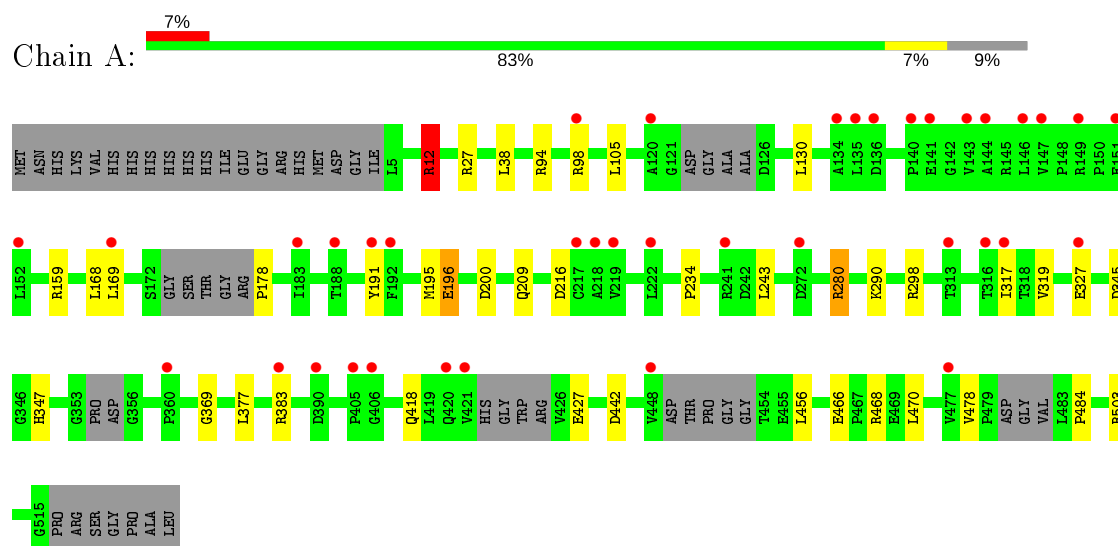 7%
Chain A:
83% 7% 9%
MET ASN HIS LYS VAL HIS HIS HIS HIS HIS HIS ILE GLU GLY ARG HIS MET ASP GLY ILE L5 R12 R27 L38 R94 R98 L105 A120 G121 ASP GLY ALA ALA D126 L130 A134 L135 D136 P140 E141 G142 V143 A144 R145 L146 V147 P148 R149 P150 E151
L152 R159 L168 L169 S172 GLY SER THR GLY ARG P178 I183 T188 Y191 F192 M195 E196 D200 Q209 D216 C217 A218 V219 L222 P234 R241 D242 L243 D272 R280 K290 R298 T313 T316 I317 T318 V319 E327 D345
G346 H347 G353 PRO ASP G356 P360 G369 L377 R383 D390 P405 G406 Q418 L419 Q420 V421 HIS GLY TRP ARG V426 E427 D442 V448 ASP THR PRO GLY GLY T454 E455 L456 E466 P467 R468 E469 L470 V477 V478 P479 ASP GLY VAL L483 P484
G515 PRO ARG SER GLY PRO ALA LEU